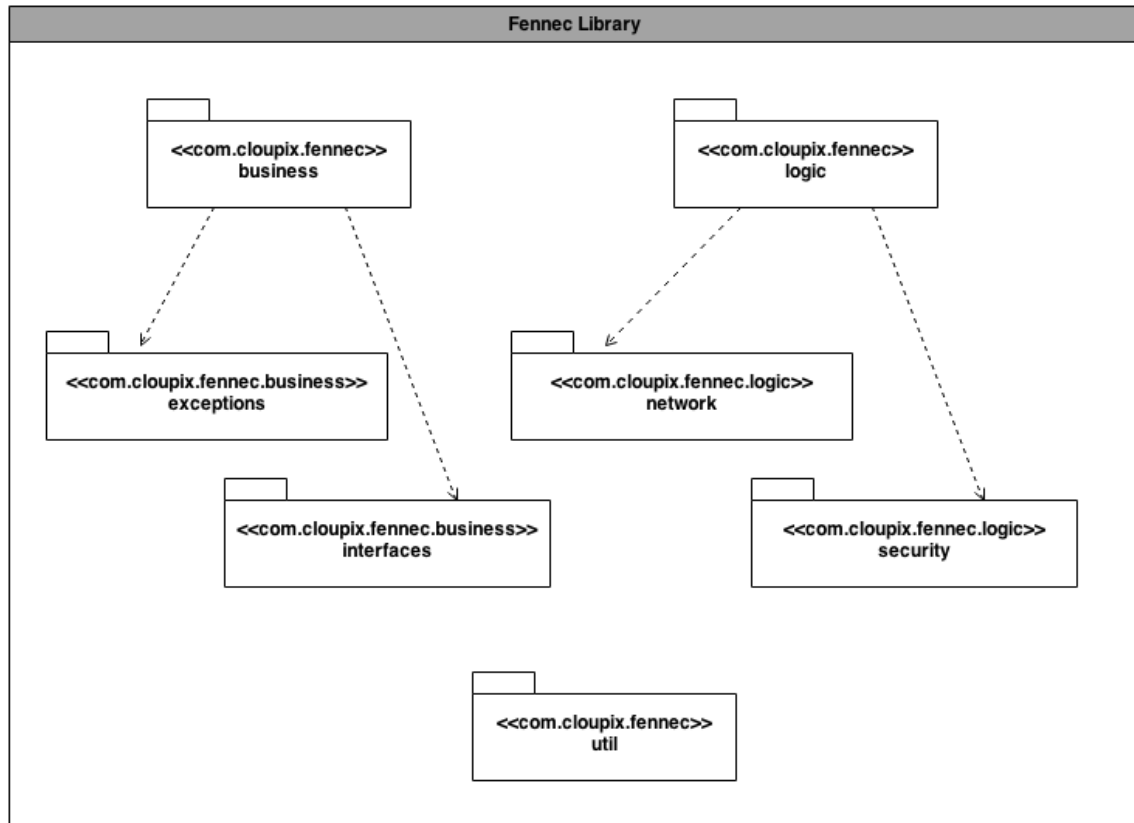 Fennec Library
<<com.cloupix.fennec>>
business
<<com.cloupix.fennec>>
logic
<<com.cloupix.fennec.business>>
exceptions
<<com.cloupix.fennec.logic>>
network
<<com.cloupix.fennec.business>>
interfaces
<<com.cloupix.fennec.logic>>
security
<<com.cloupix.fennec>>
util